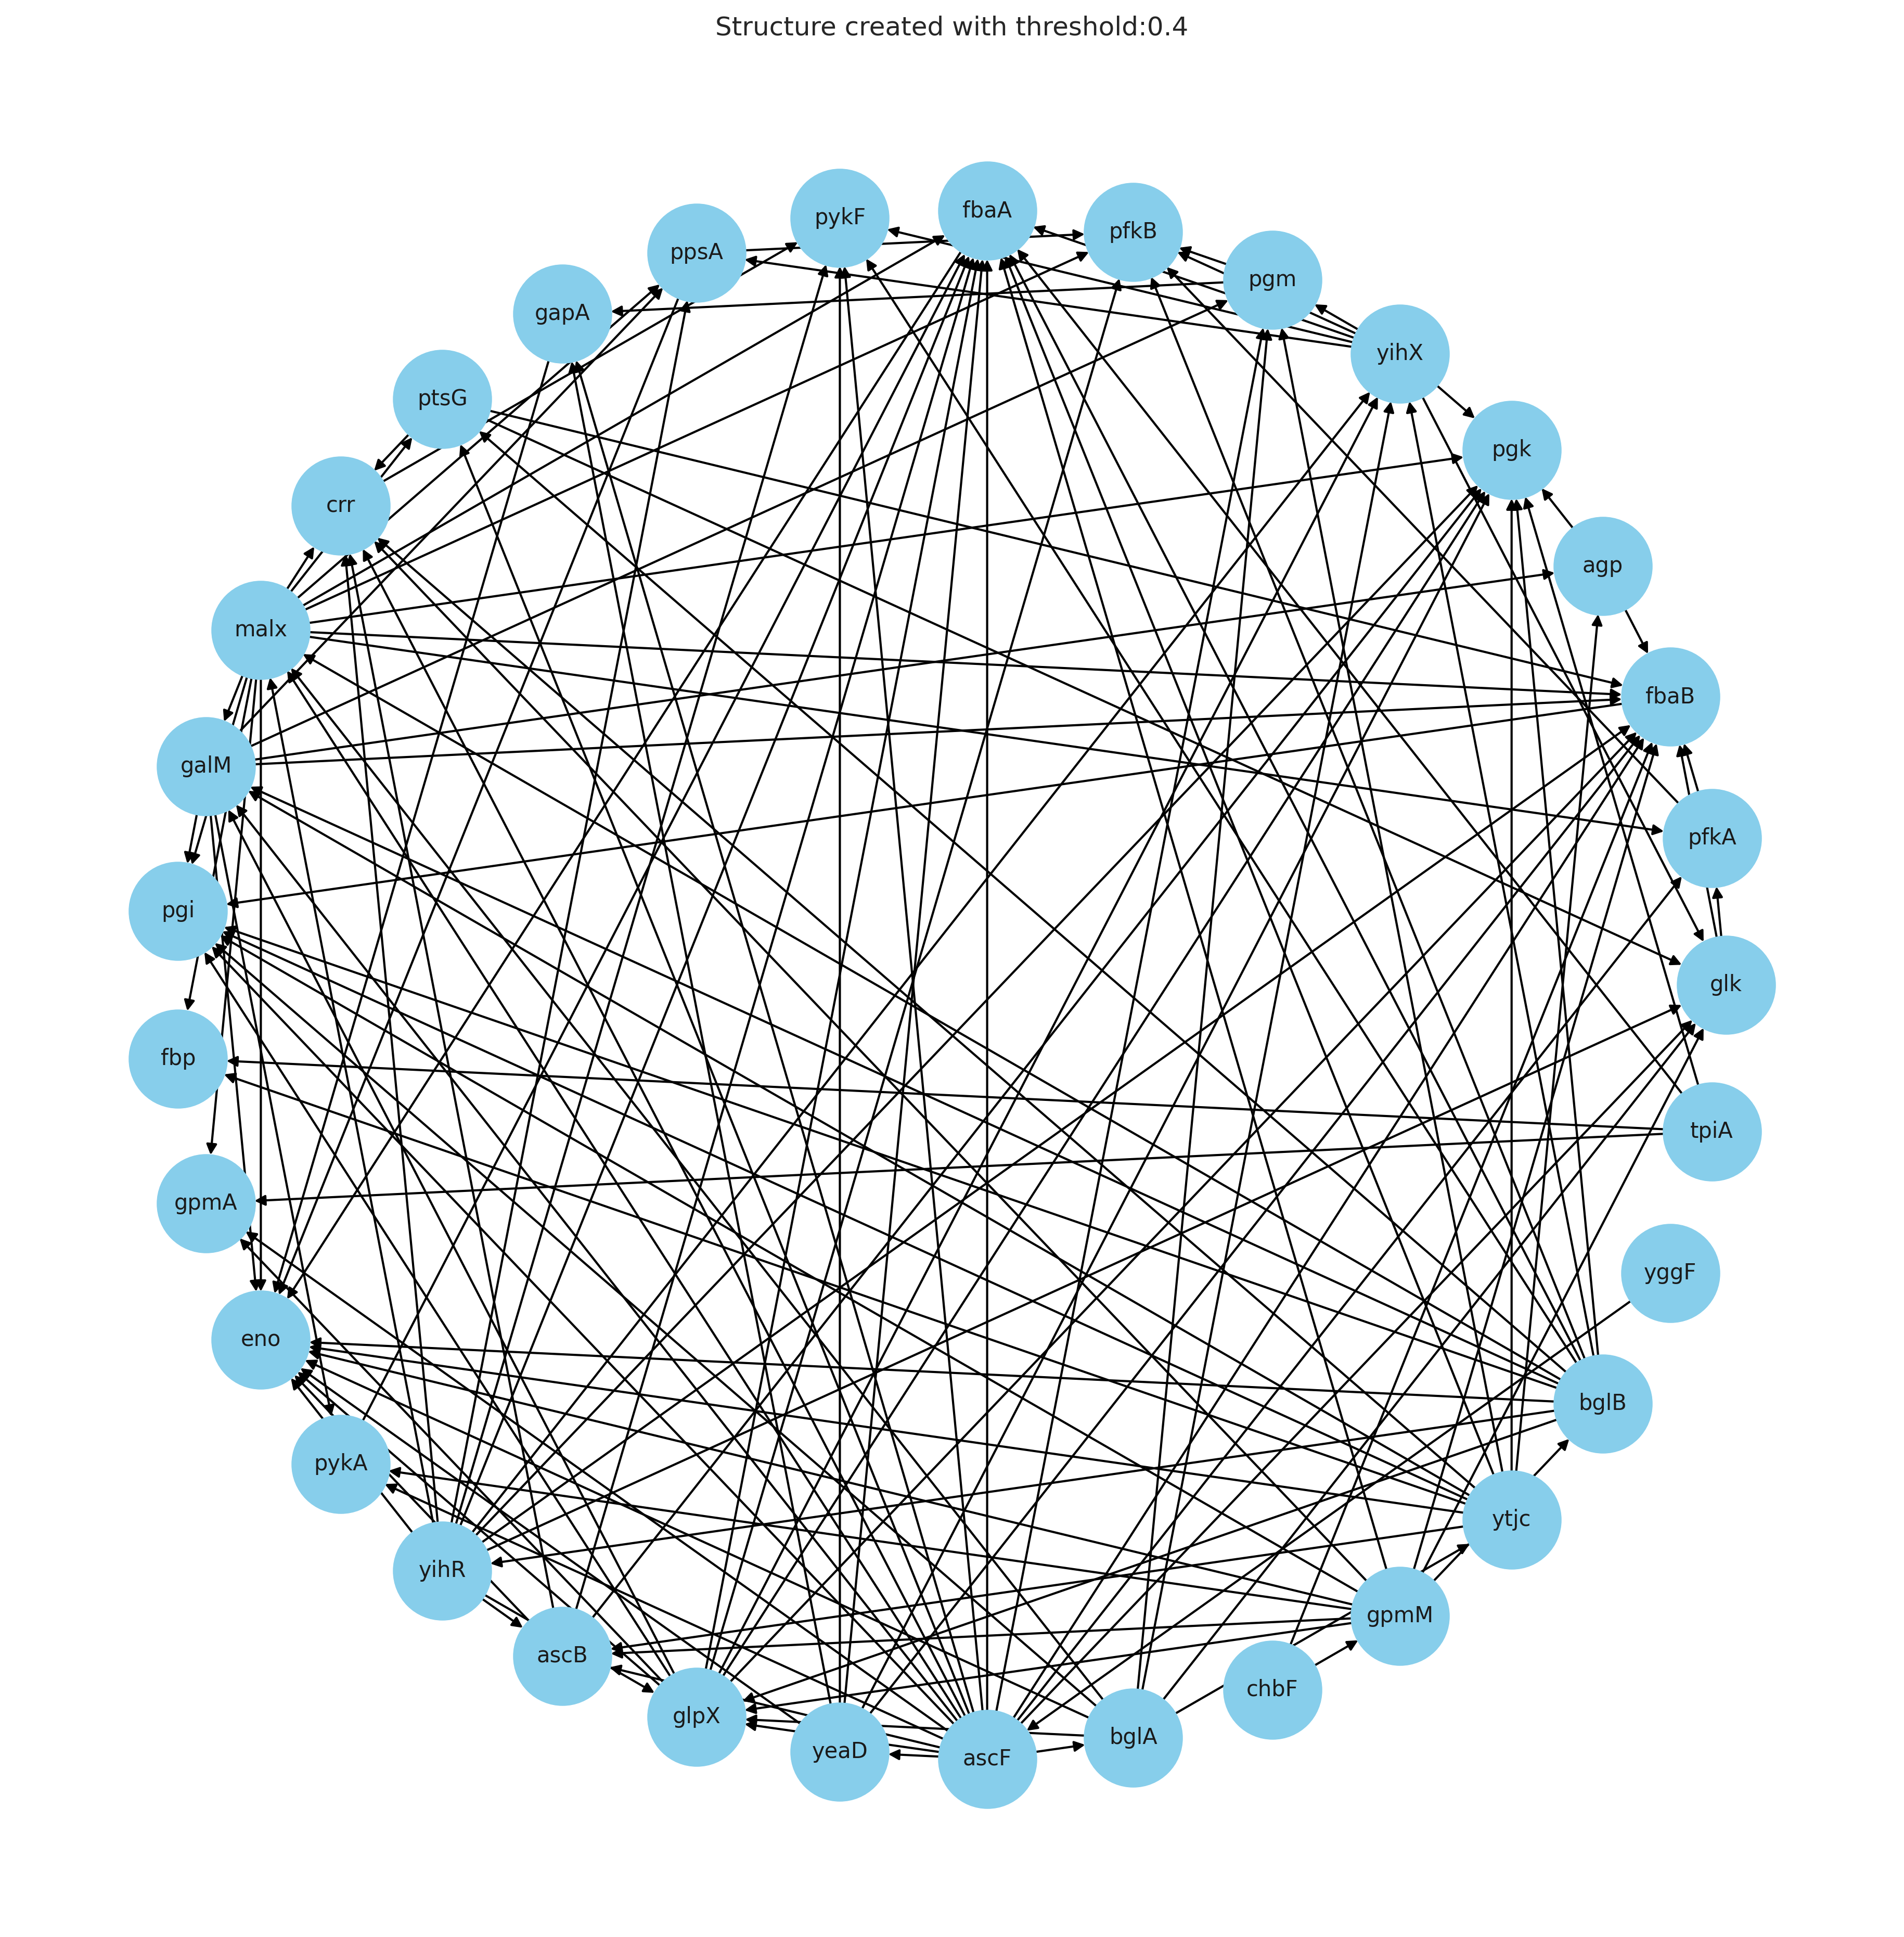 Structure created with threshold:0.4
fbaA
pykF
pfkB
ppsA
pgm
gapA
yihX
ptsG
pgk
crr
agp
malx
fbaB
galM
pfkA
pgi
glk
fbp
tpiA
gpmA
yggF
eno
bglB
pykA
ytjc
yihR
gpmM
ascB
chbF
glpX
bglA
yeaD
ascF